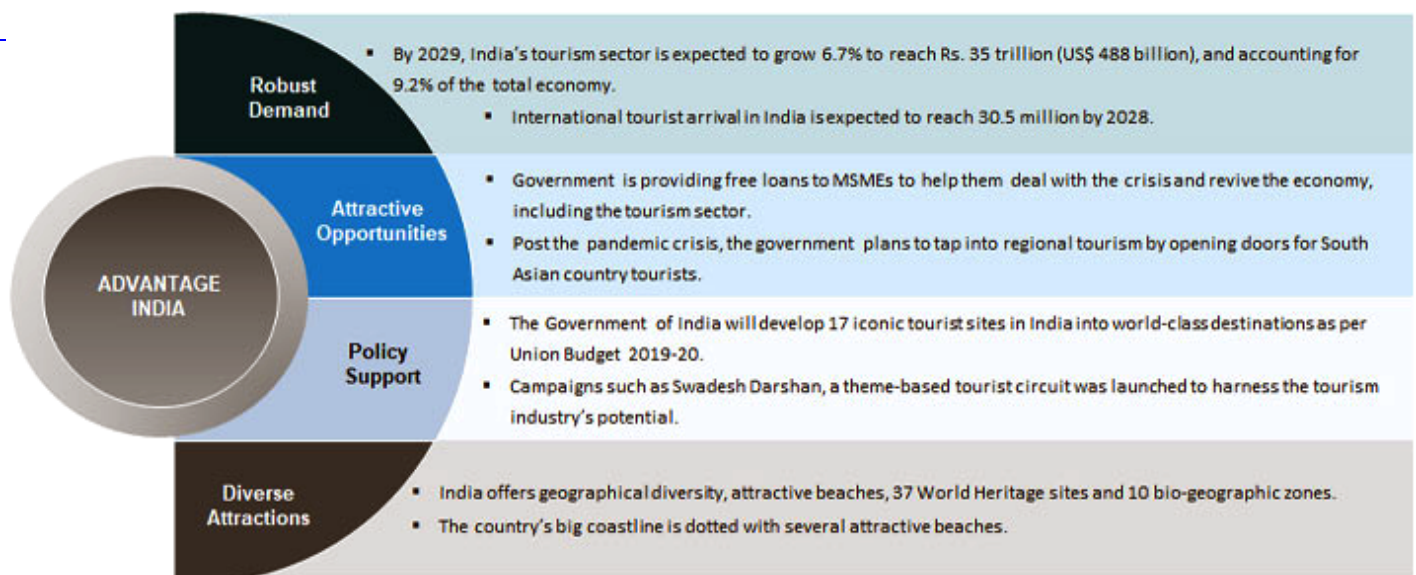 ADVANTAGE
INDIA
Robust
Demand
▪ By 2029, India's tourism sector is expected to grow 6.7% to reach Rs. 35 trillion (US$ 488 billion), and accounting for
9.2% of the total economy.
▪ International tourist arrival in India is expected to reach 30.5 million by 2028.
Attractive
Opportunities
▪ Government is providing free loans to MSMEs to help them deal with the crisis and revive the economy,
including the tourism sector.
▪ Post the pandemic crisis, the government plans to tap into regional tourism by opening doors for South
Asian country tourists.
Policy
Support
▪ The Government of India will develop 17 iconic tourist sites in India into world-class destinations as per
Union Budget 2019-20.
▪ Campaigns such as Swadesh Darshan, a theme-based tourist circuit was launched to harness the tourism
industry's potential.
Diverse
Attractions
▪ India offers geographical diversity, attractive beaches, 37 World Heritage sites and 10 bio-geographic zones.
▪ The country's big coastline is dotted with several attractive beaches.